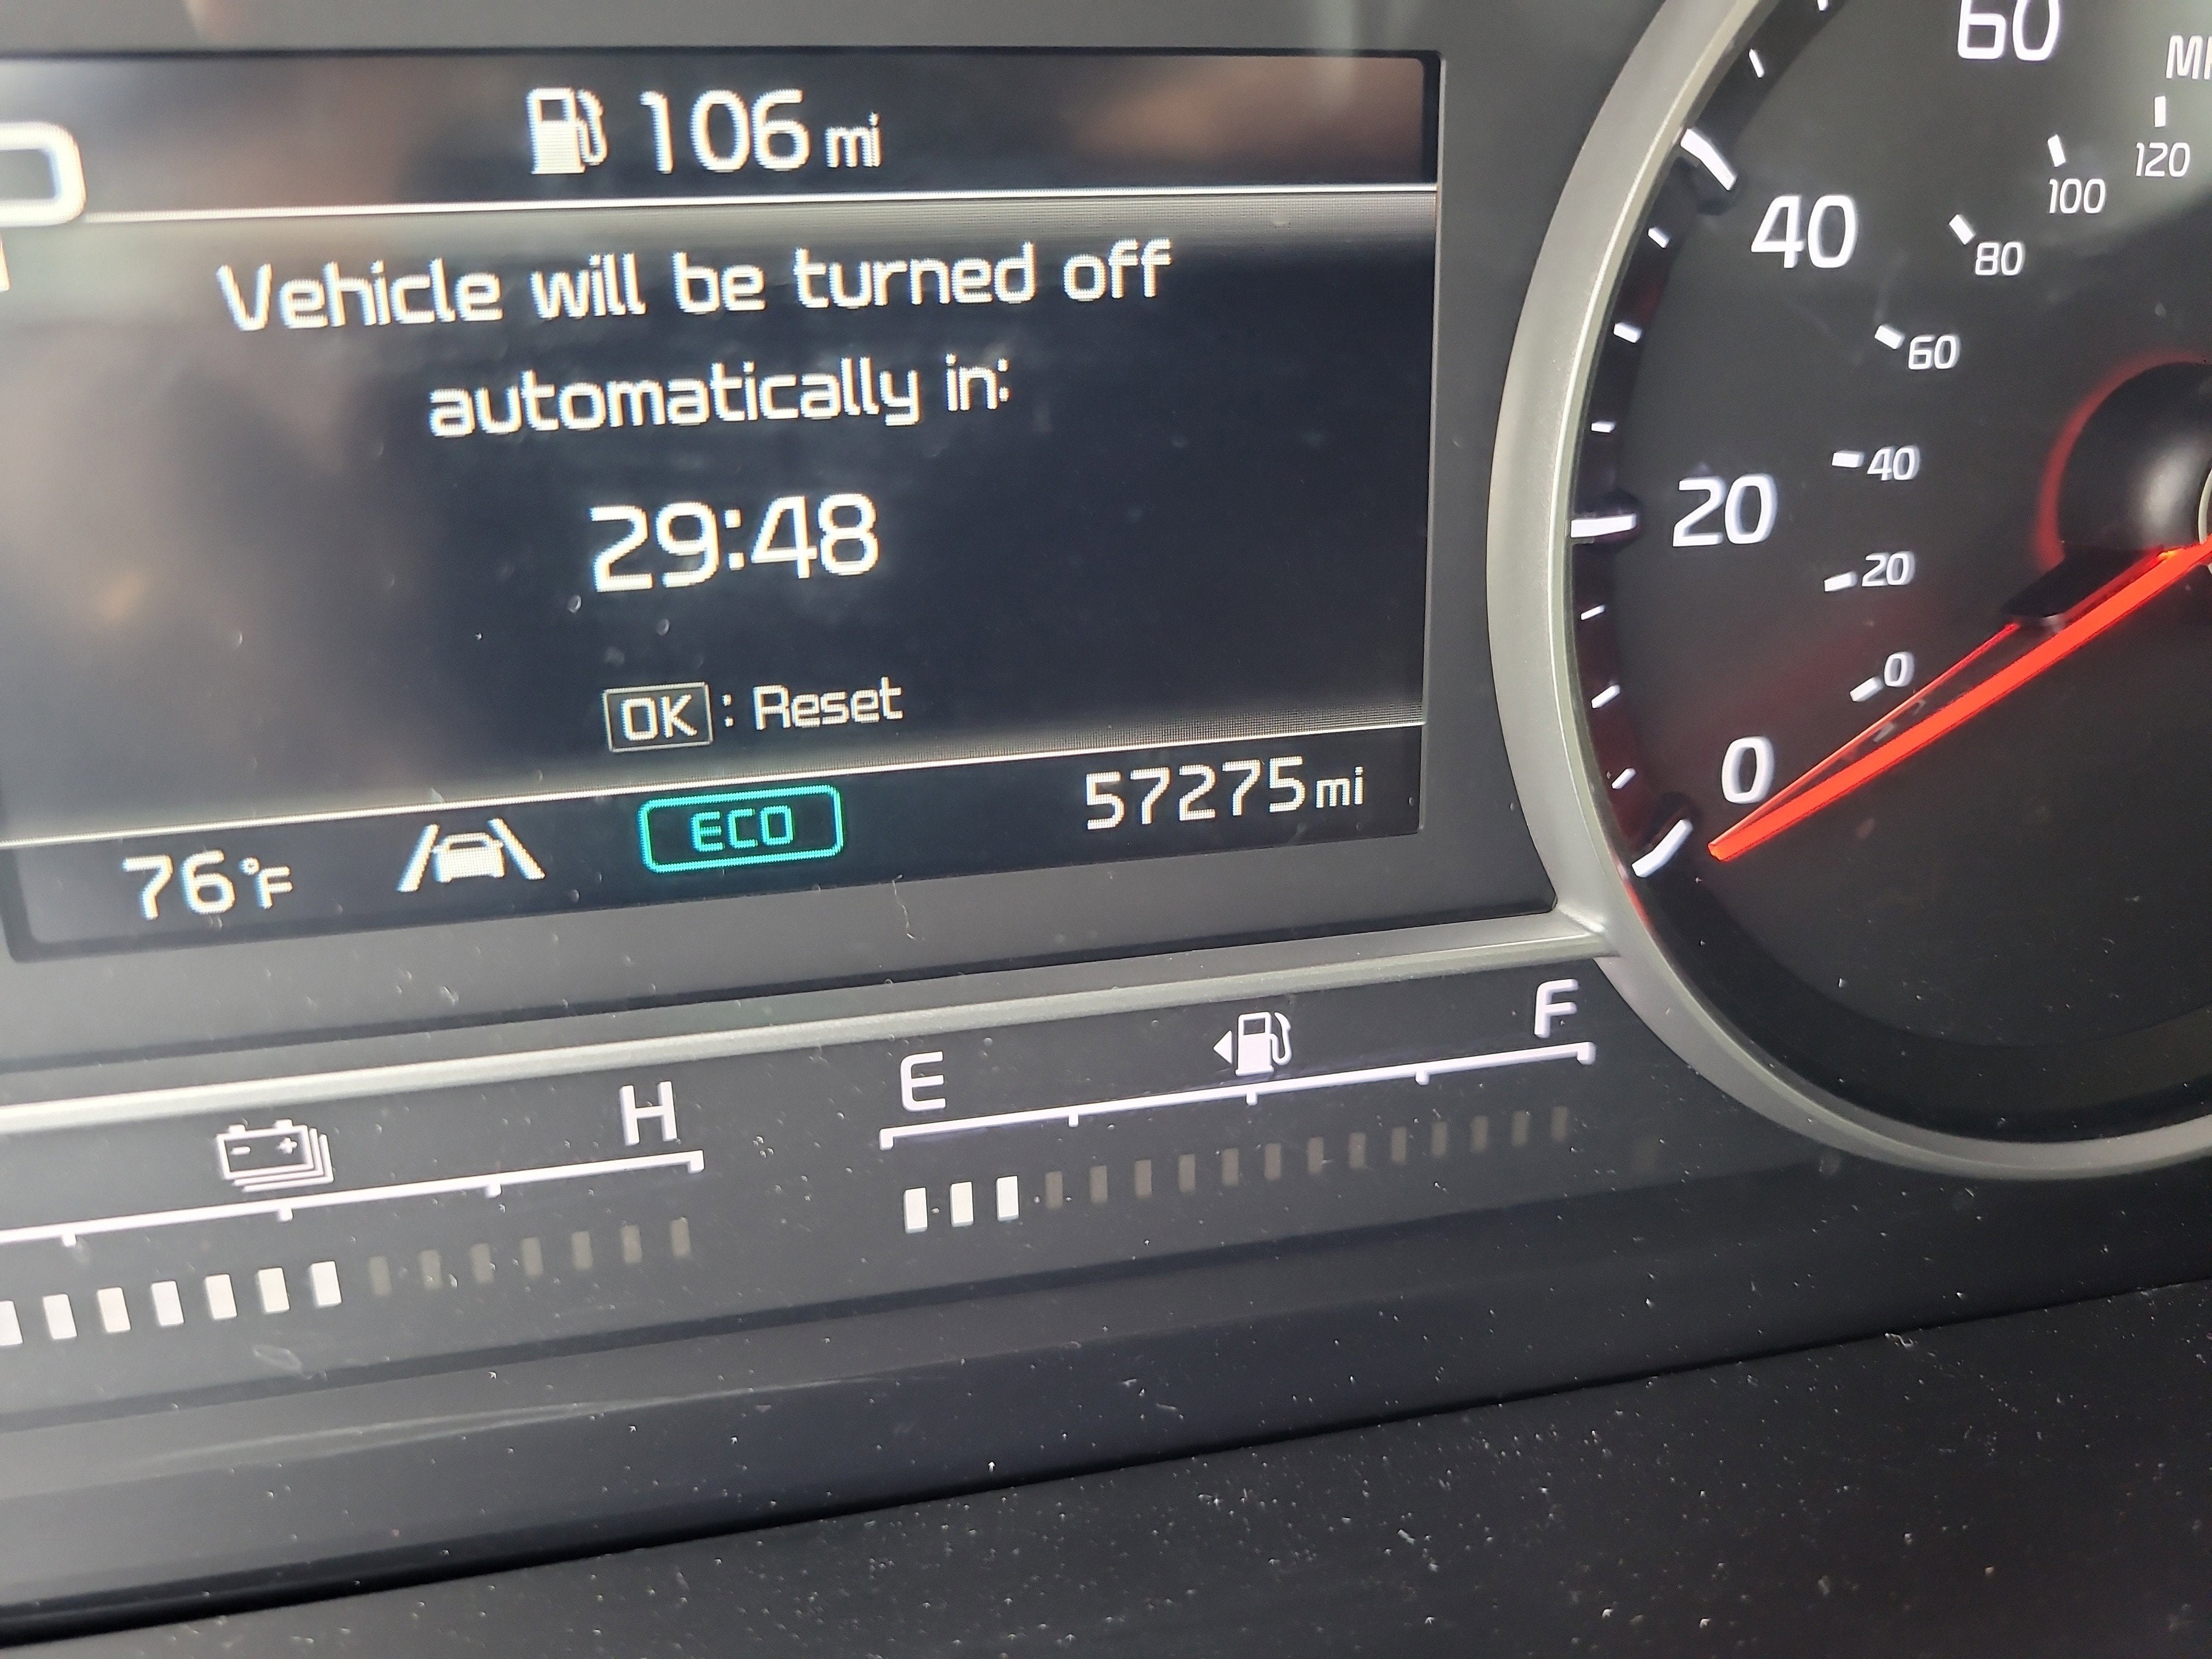 106 mi
Vehicle will be turned off
automatically in:
29:48
OK : Reset
76°F
ECO
57275 mi
H
E
F
60
40
20
0
120
100
80
60
40
20
0